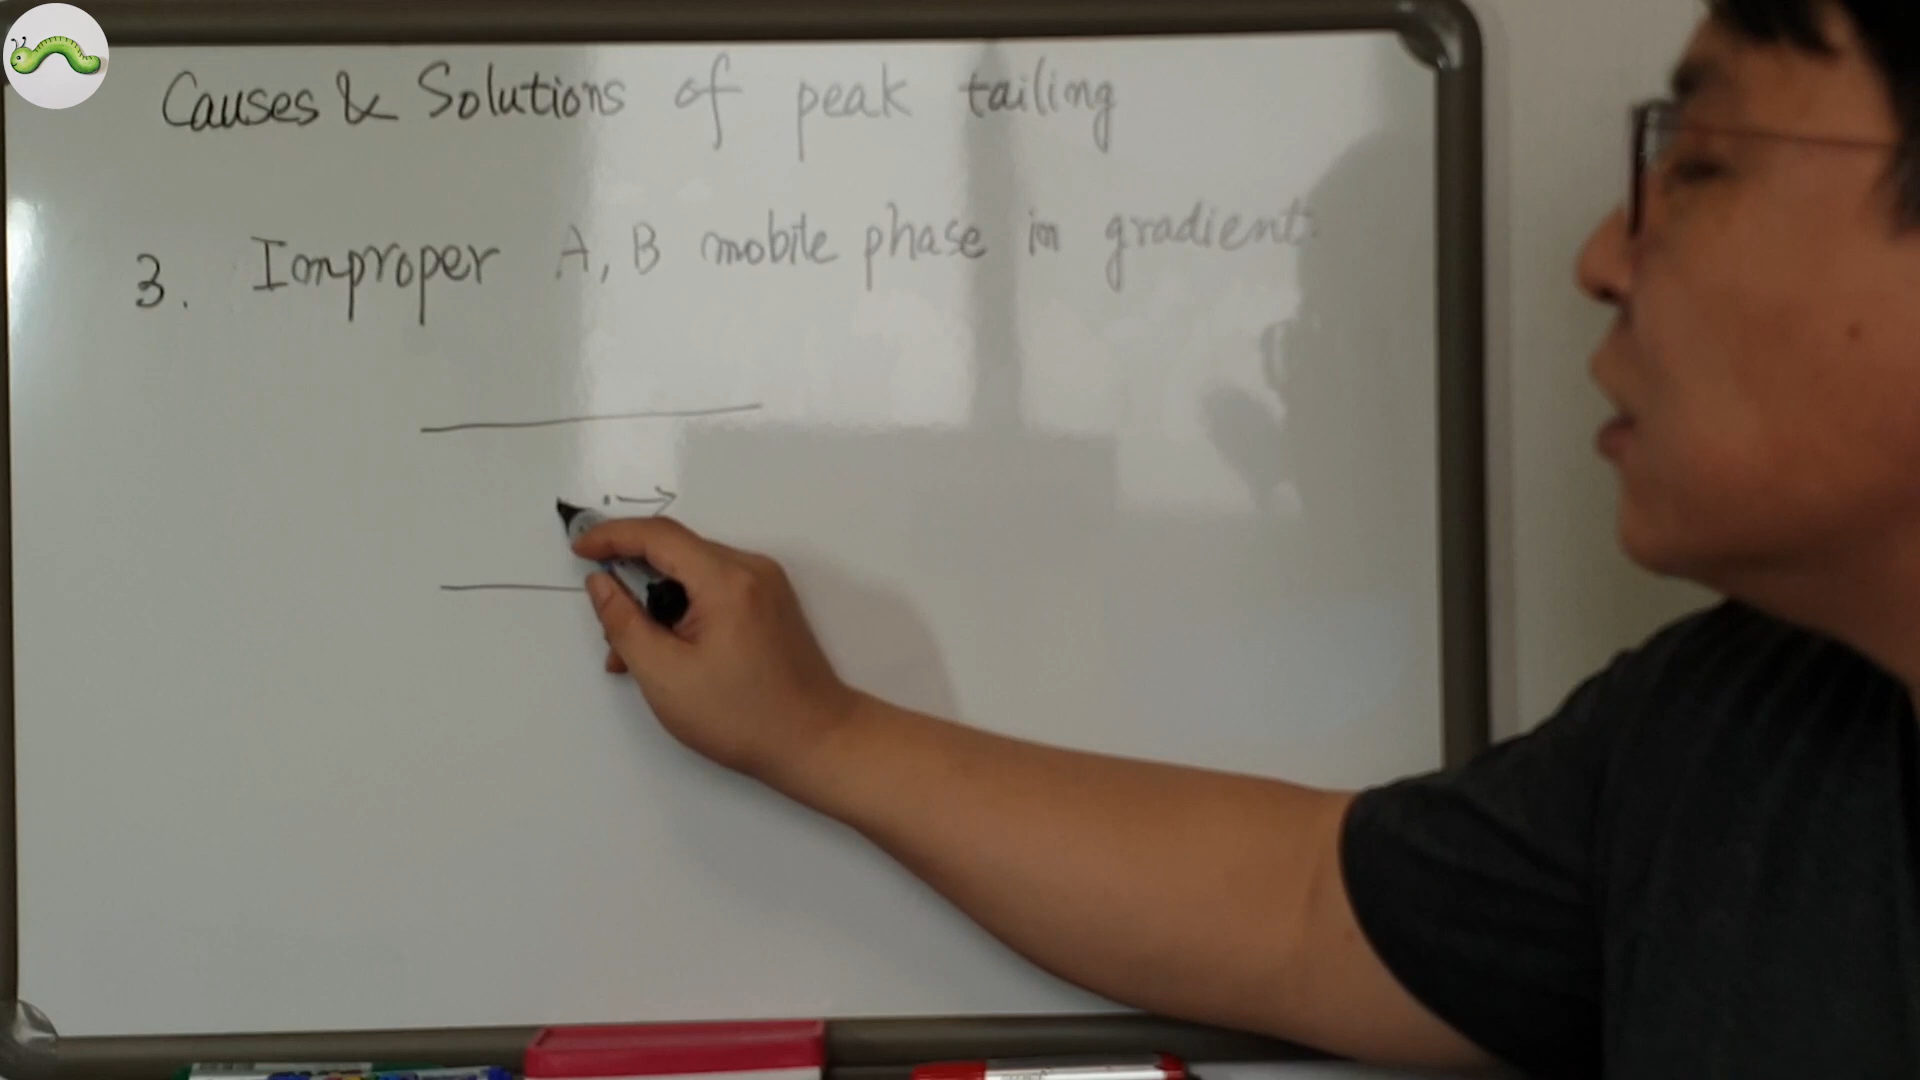 Causes & Solutions of peak tailing
3. Improper A, B mobile phase in gradient.